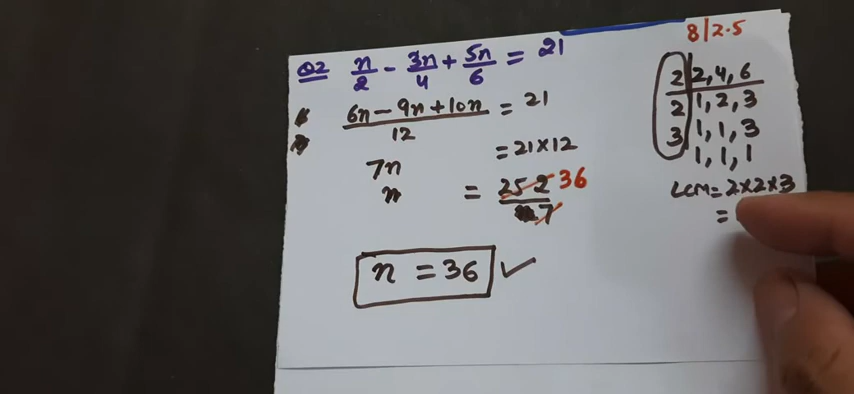 Q2 n/2 - 3n/4 + 5n/6 = 21
6n - 9n + 10n / 12 = 21
7n = 21 × 12
n = 252/7 36
n = 36 ✓
8|2.5
2 | 2, 4, 6
2 | 1, 2, 3
3 | 1, 1, 3
1, 1, 1
LCM = 2×2×3
=